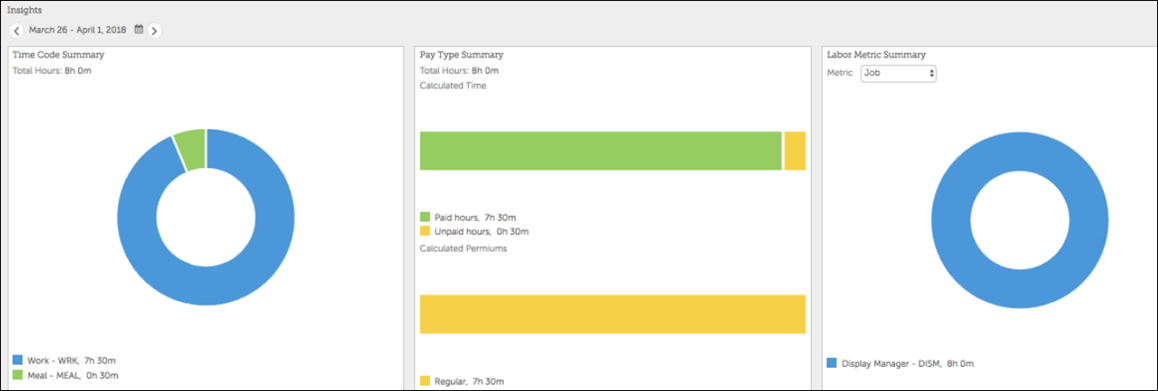 Insights
March 26 - April 1, 2018
Time Code Summary
Total Hours: 8h 0m
Work - WRK, 7h 30m
Meal - MEAL, 0h 30m
Pay Type Summary
Total Hours: 8h 0m
Calculated Time
Paid hours, 7h 30m
Unpaid hours, 0h 30m
Calculated Permiums
Regular, 7h 30m
Labor Metric Summary
Metric Job
Display Manager - DISM, 8h 0m